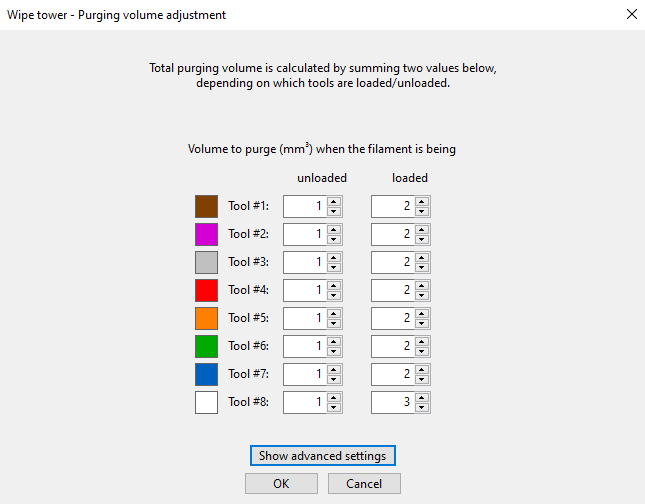 Wipe tower - Purging volume adjustment
Total purging volume is calculated by summing two values below,
depending on which tools are loaded/unloaded.
Volume to purge (mm³) when the filament is being
unloaded loaded
Tool #1: 1 2
Tool #2: 1 2
Tool #3: 1 2
Tool #4: 1 2
Tool #5: 1 2
Tool #6: 1 2
Tool #7: 1 2
Tool #8: 1 3
Show advanced settings
OK Cancel